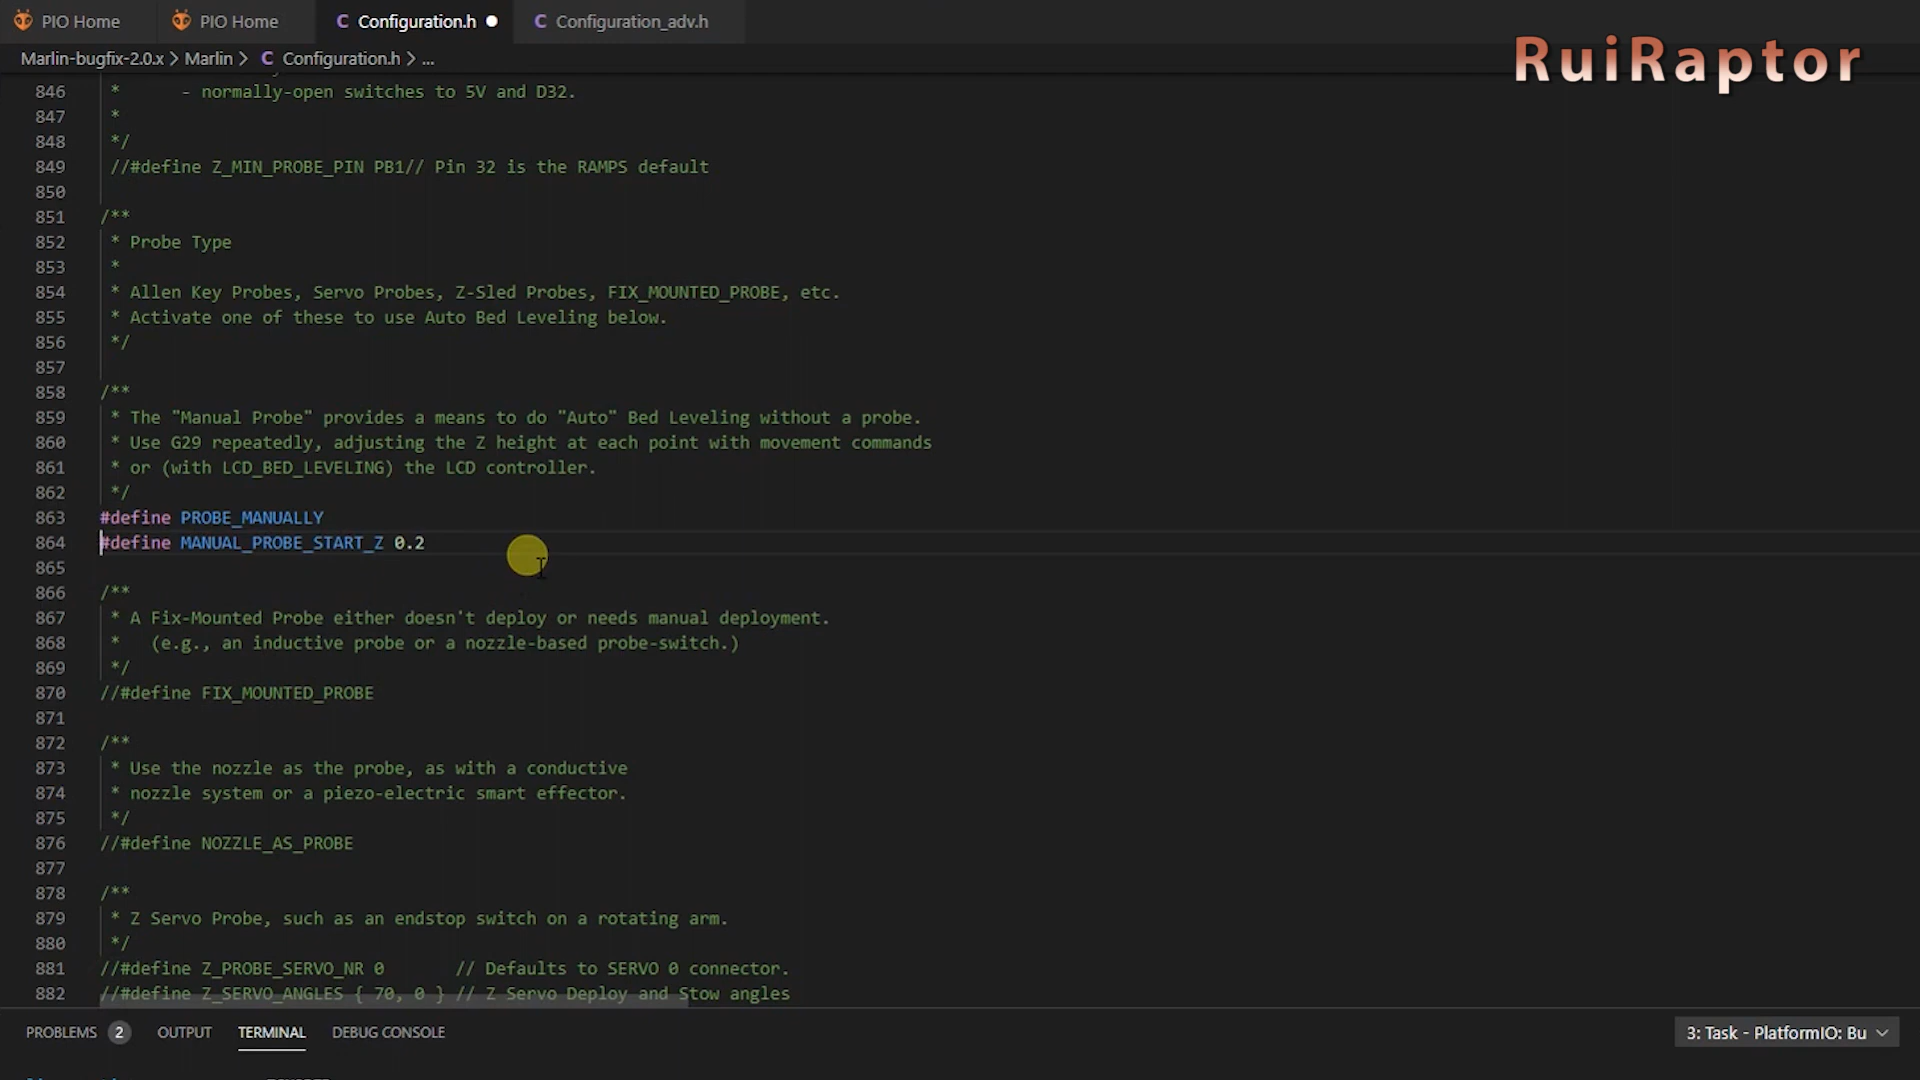 PIO Home
PIO Home
C Configuration.h
C Configuration_adv.h
Marlin-bugfix-2.0.x > Marlin > C Configuration.h > ...
RuiRaptor
846 * - normally-open switches to 5V and D32.
847 *
848 */
849 //#define Z_MIN_PROBE_PIN PB1// Pin 32 is the RAMPS default
850
851 /**
852 * Probe Type
853 *
854 * Allen Key Probes, Servo Probes, Z-Sled Probes, FIX_MOUNTED_PROBE, etc.
855 * Activate one of these to use Auto Bed Leveling below.
856 */
857
858 /**
859 * The "Manual Probe" provides a means to do "Auto" Bed Leveling without a probe.
860 * Use G29 repeatedly, adjusting the Z height at each point with movement commands
861 * or (with LCD_BED_LEVELING) the LCD controller.
862 */
863 #define PROBE_MANUALLY
864 #define MANUAL_PROBE_START_Z 0.2
865
866 /**
867 * A Fix-Mounted Probe either doesn't deploy or needs manual deployment.
868 * (e.g., an inductive probe or a nozzle-based probe-switch.)
869 */
870 //#define FIX_MOUNTED_PROBE
871
872 /**
873 * Use the nozzle as the probe, as with a conductive
874 * nozzle system or a piezo-electric smart effector.
875 */
876 //#define NOZZLE_AS_PROBE
877
878 /**
879 * Z Servo Probe, such as an endstop switch on a rotating arm.
880 */
881 //#define Z_PROBE_SERVO_NR 0 // Defaults to SERVO 0 connector.
882 //#define Z_SERVO_ANGLES { 70, 0 } // Z Servo Deploy and Stow angles
PROBLEMS 2 OUTPUT TERMINAL DEBUG CONSOLE
3: Task - PlatformIO: Bu